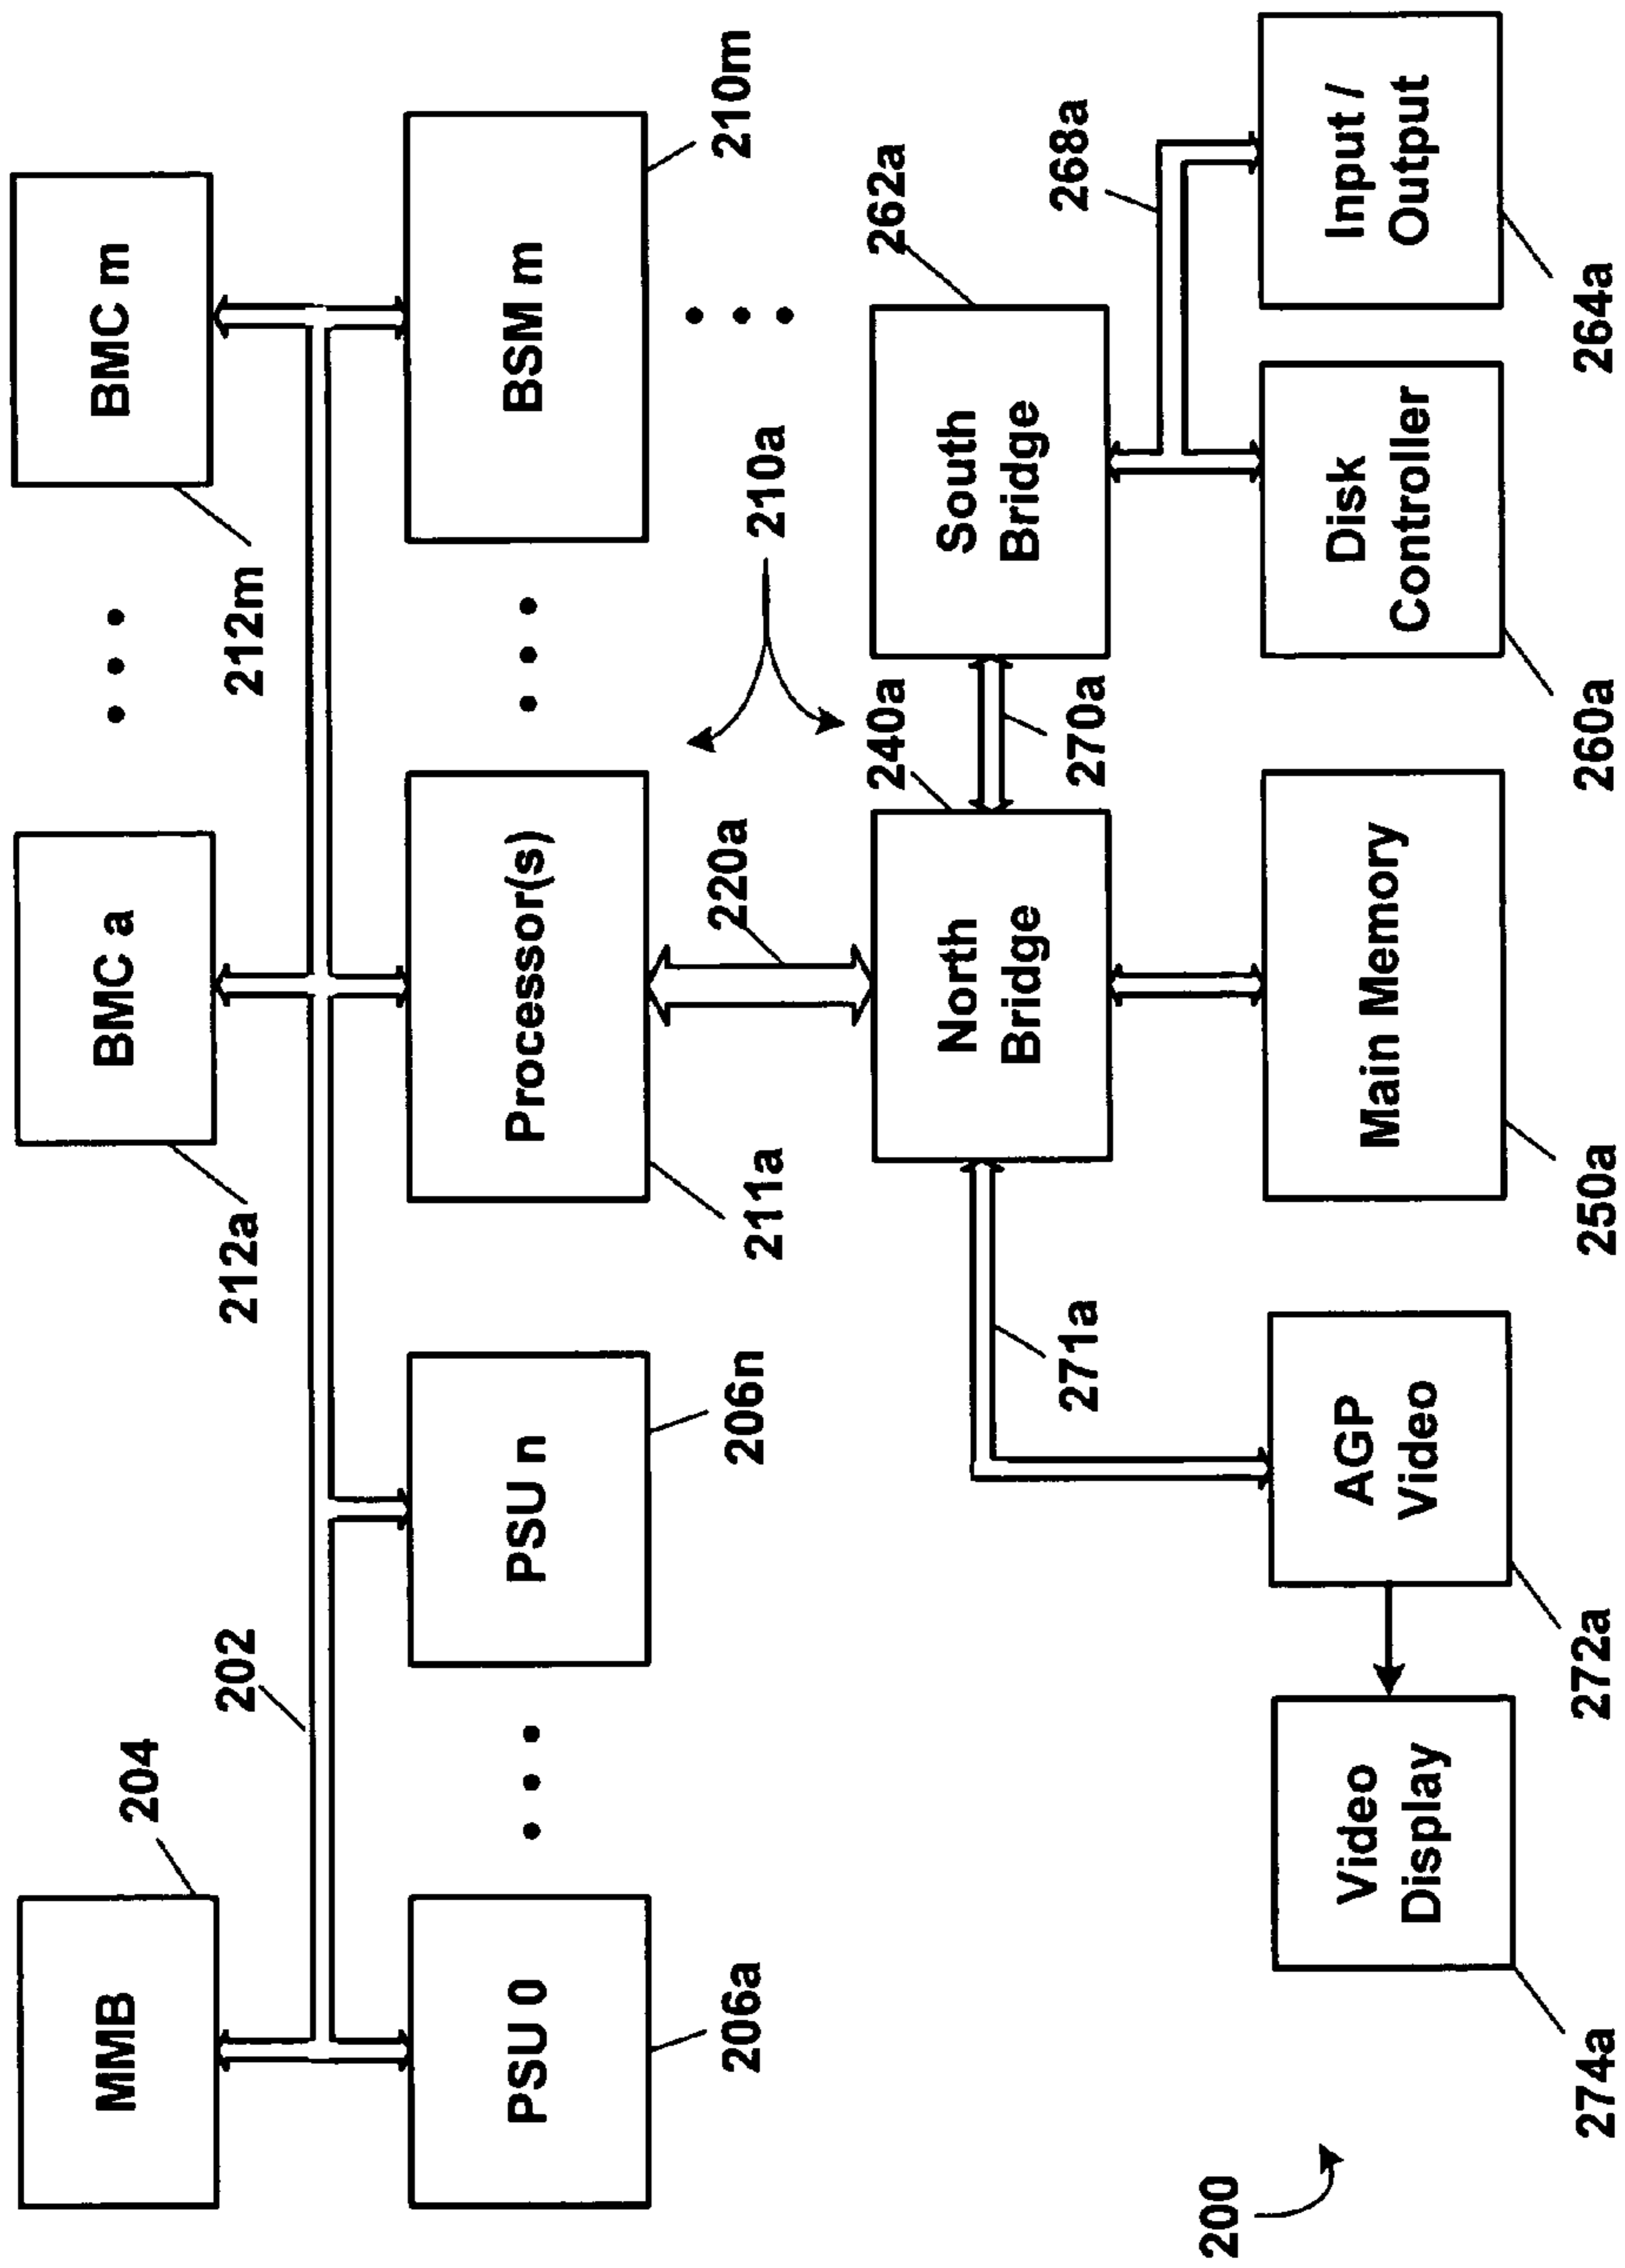 MMB
204
202
BMC a
212a
BMC m
212m
PSU 0
206a
PSU n
206n
Processor(s)
211a
BSM m
210m
210a
220a
North
Bridge
240a
South
Bridge
262a
270a
271a
268a
Video
Display
274a
AGP
Video
272a
Main Memory
250a
Disk
Controller
260a
Input /
Output
264a
200